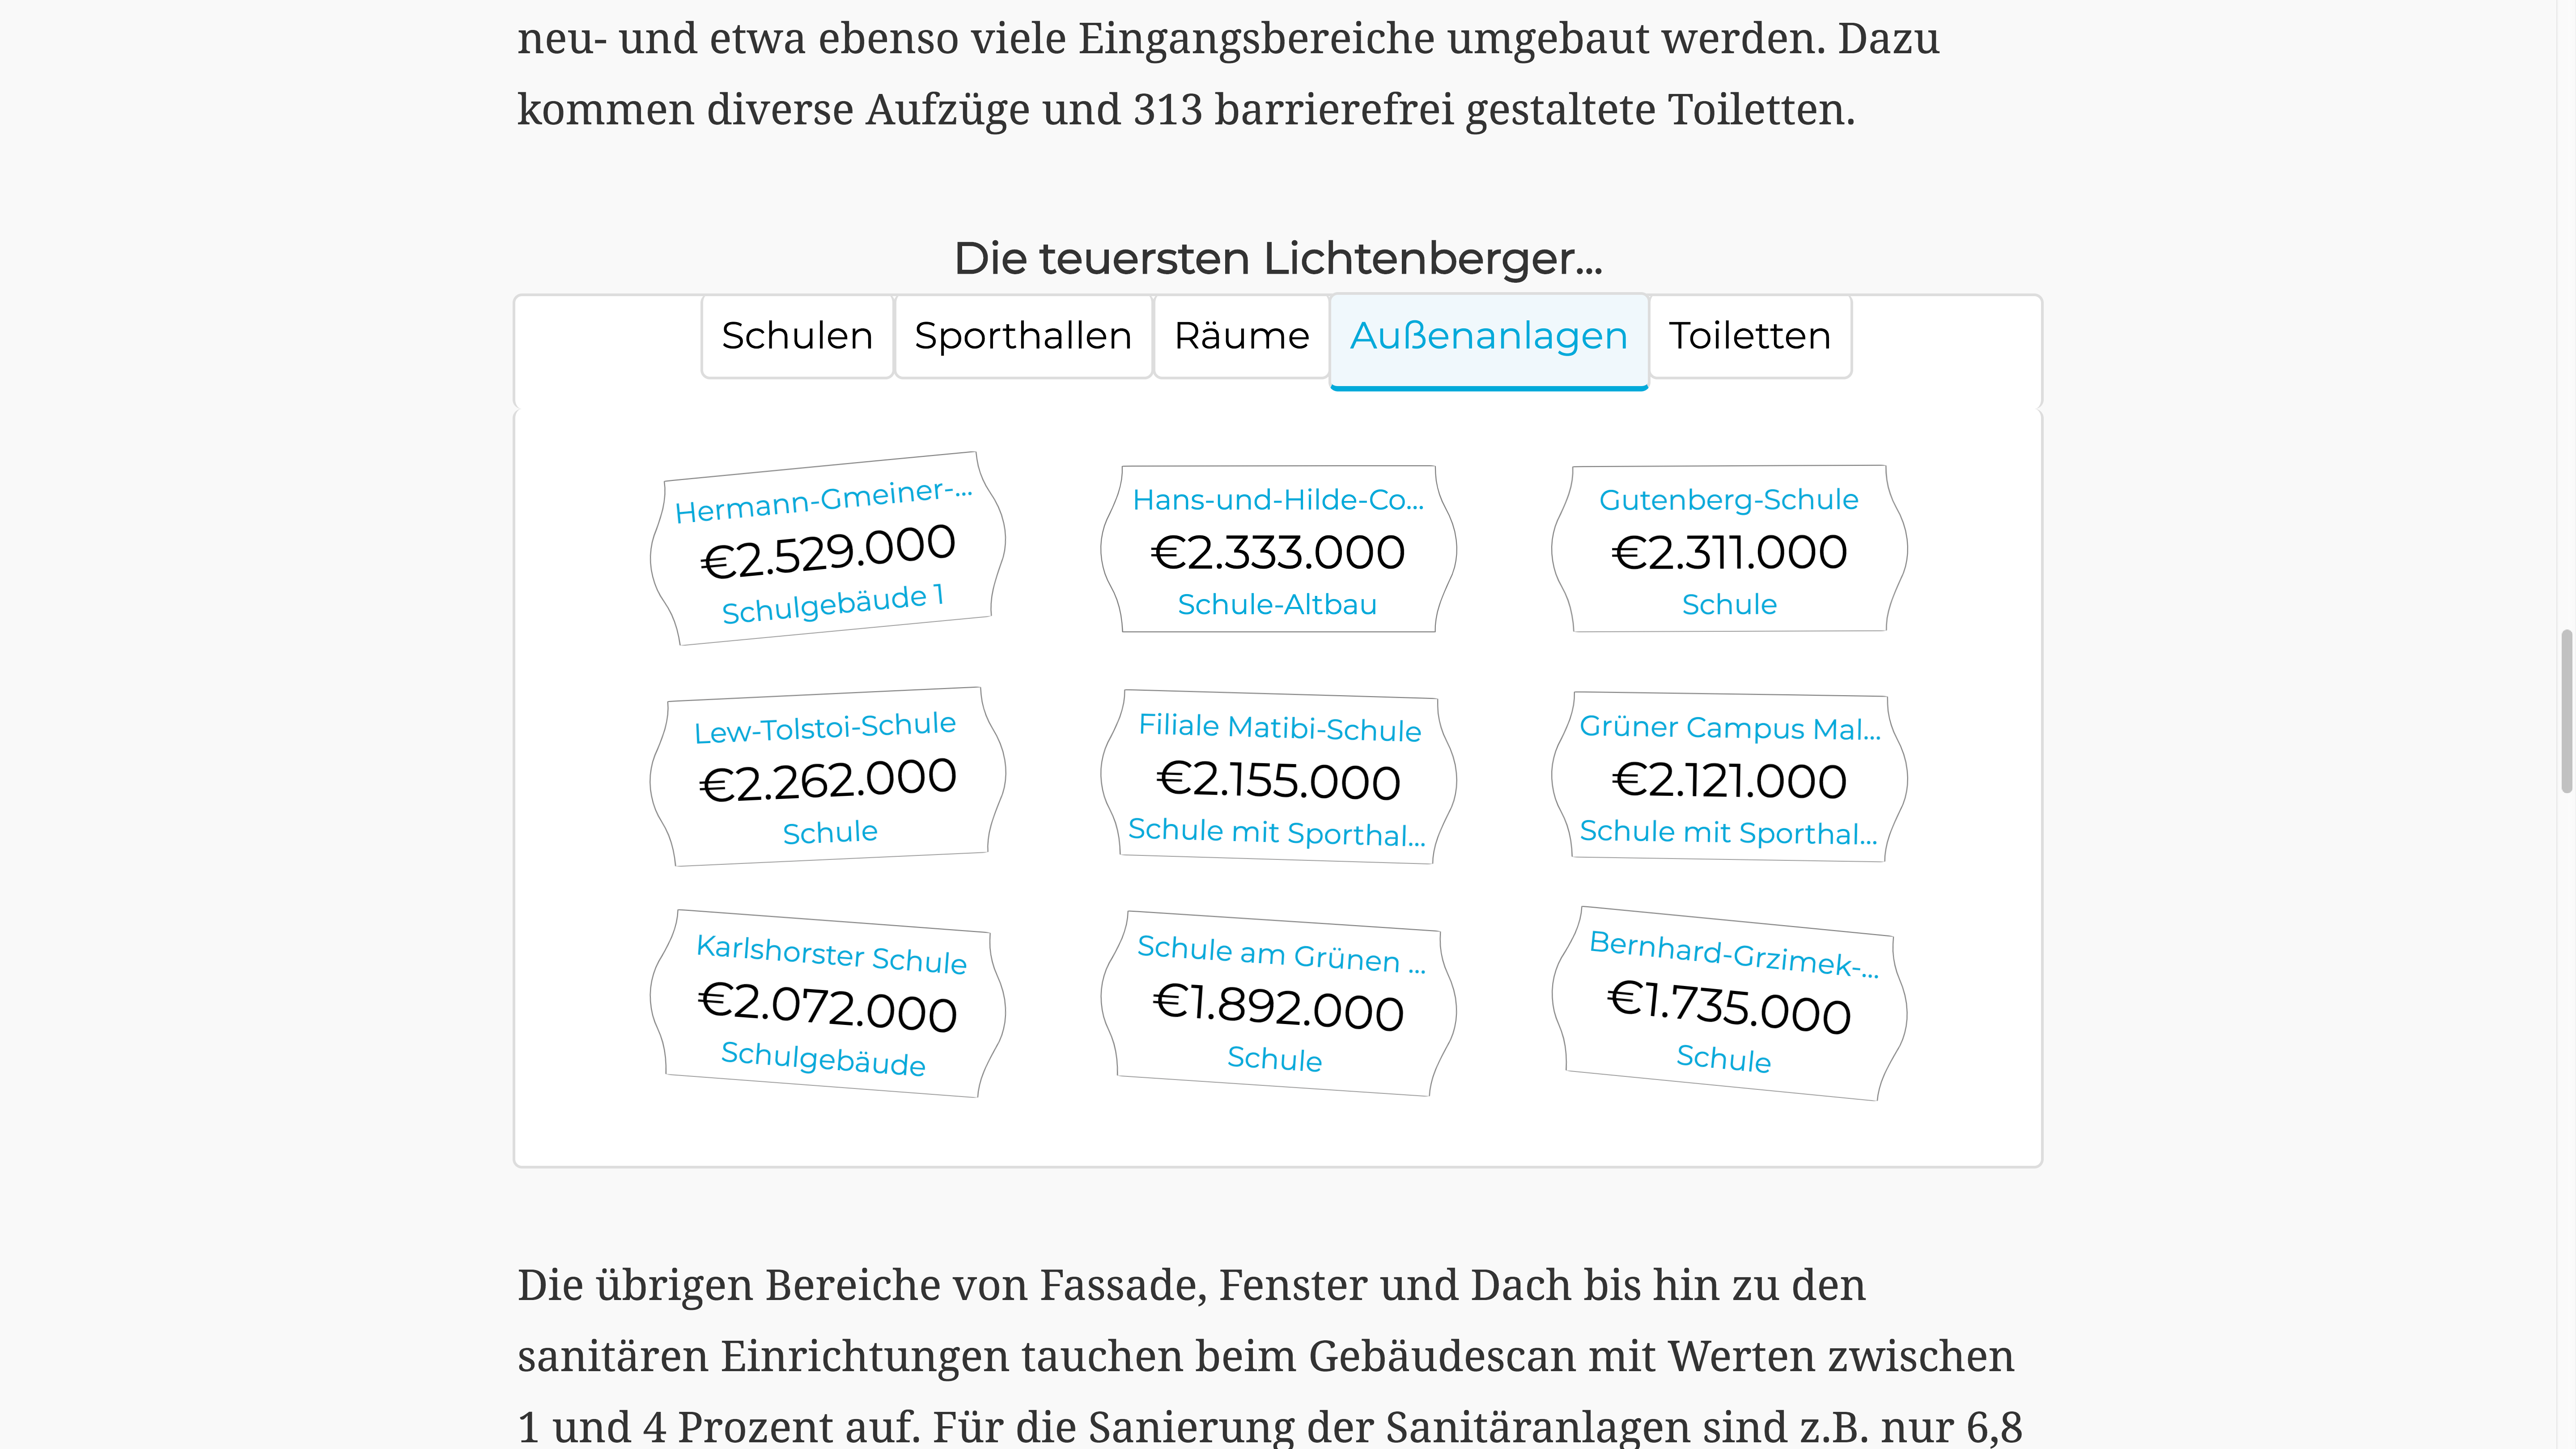 neu- und etwa ebenso viele Eingangsbereiche umgebaut werden. Dazu
kommen diverse Aufzüge und 313 barrierefrei gestaltete Toiletten.
Die teuersten Lichtenberger...
Schulen
Sporthallen
Räume
Außenanlagen
Toiletten
Hermann-Gmeiner-...
€2.529.000
Schulgebäude 1
Hans-und-Hilde-Co...
€2.333.000
Schule-Altbau
Gutenberg-Schule
€2.311.000
Schule
Lew-Tolstoi-Schule
€2.262.000
Schule
Filiale Matibi-Schule
€2.155.000
Schule mit Sporthal...
Grüner Campus Mal...
€2.121.000
Schule mit Sporthal...
Karlshorster Schule
€2.072.000
Schulgebäude
Schule am Grünen ...
€1.892.000
Schule
Bernhard-Grzimek-...
€1.735.000
Schule
Die übrigen Bereiche von Fassade, Fenster und Dach bis hin zu den
sanitären Einrichtungen tauchen beim Gebäudescan mit Werten zwischen
1 und 4 Prozent auf. Für die Sanierung der Sanitäranlagen sind z.B. nur 6,8